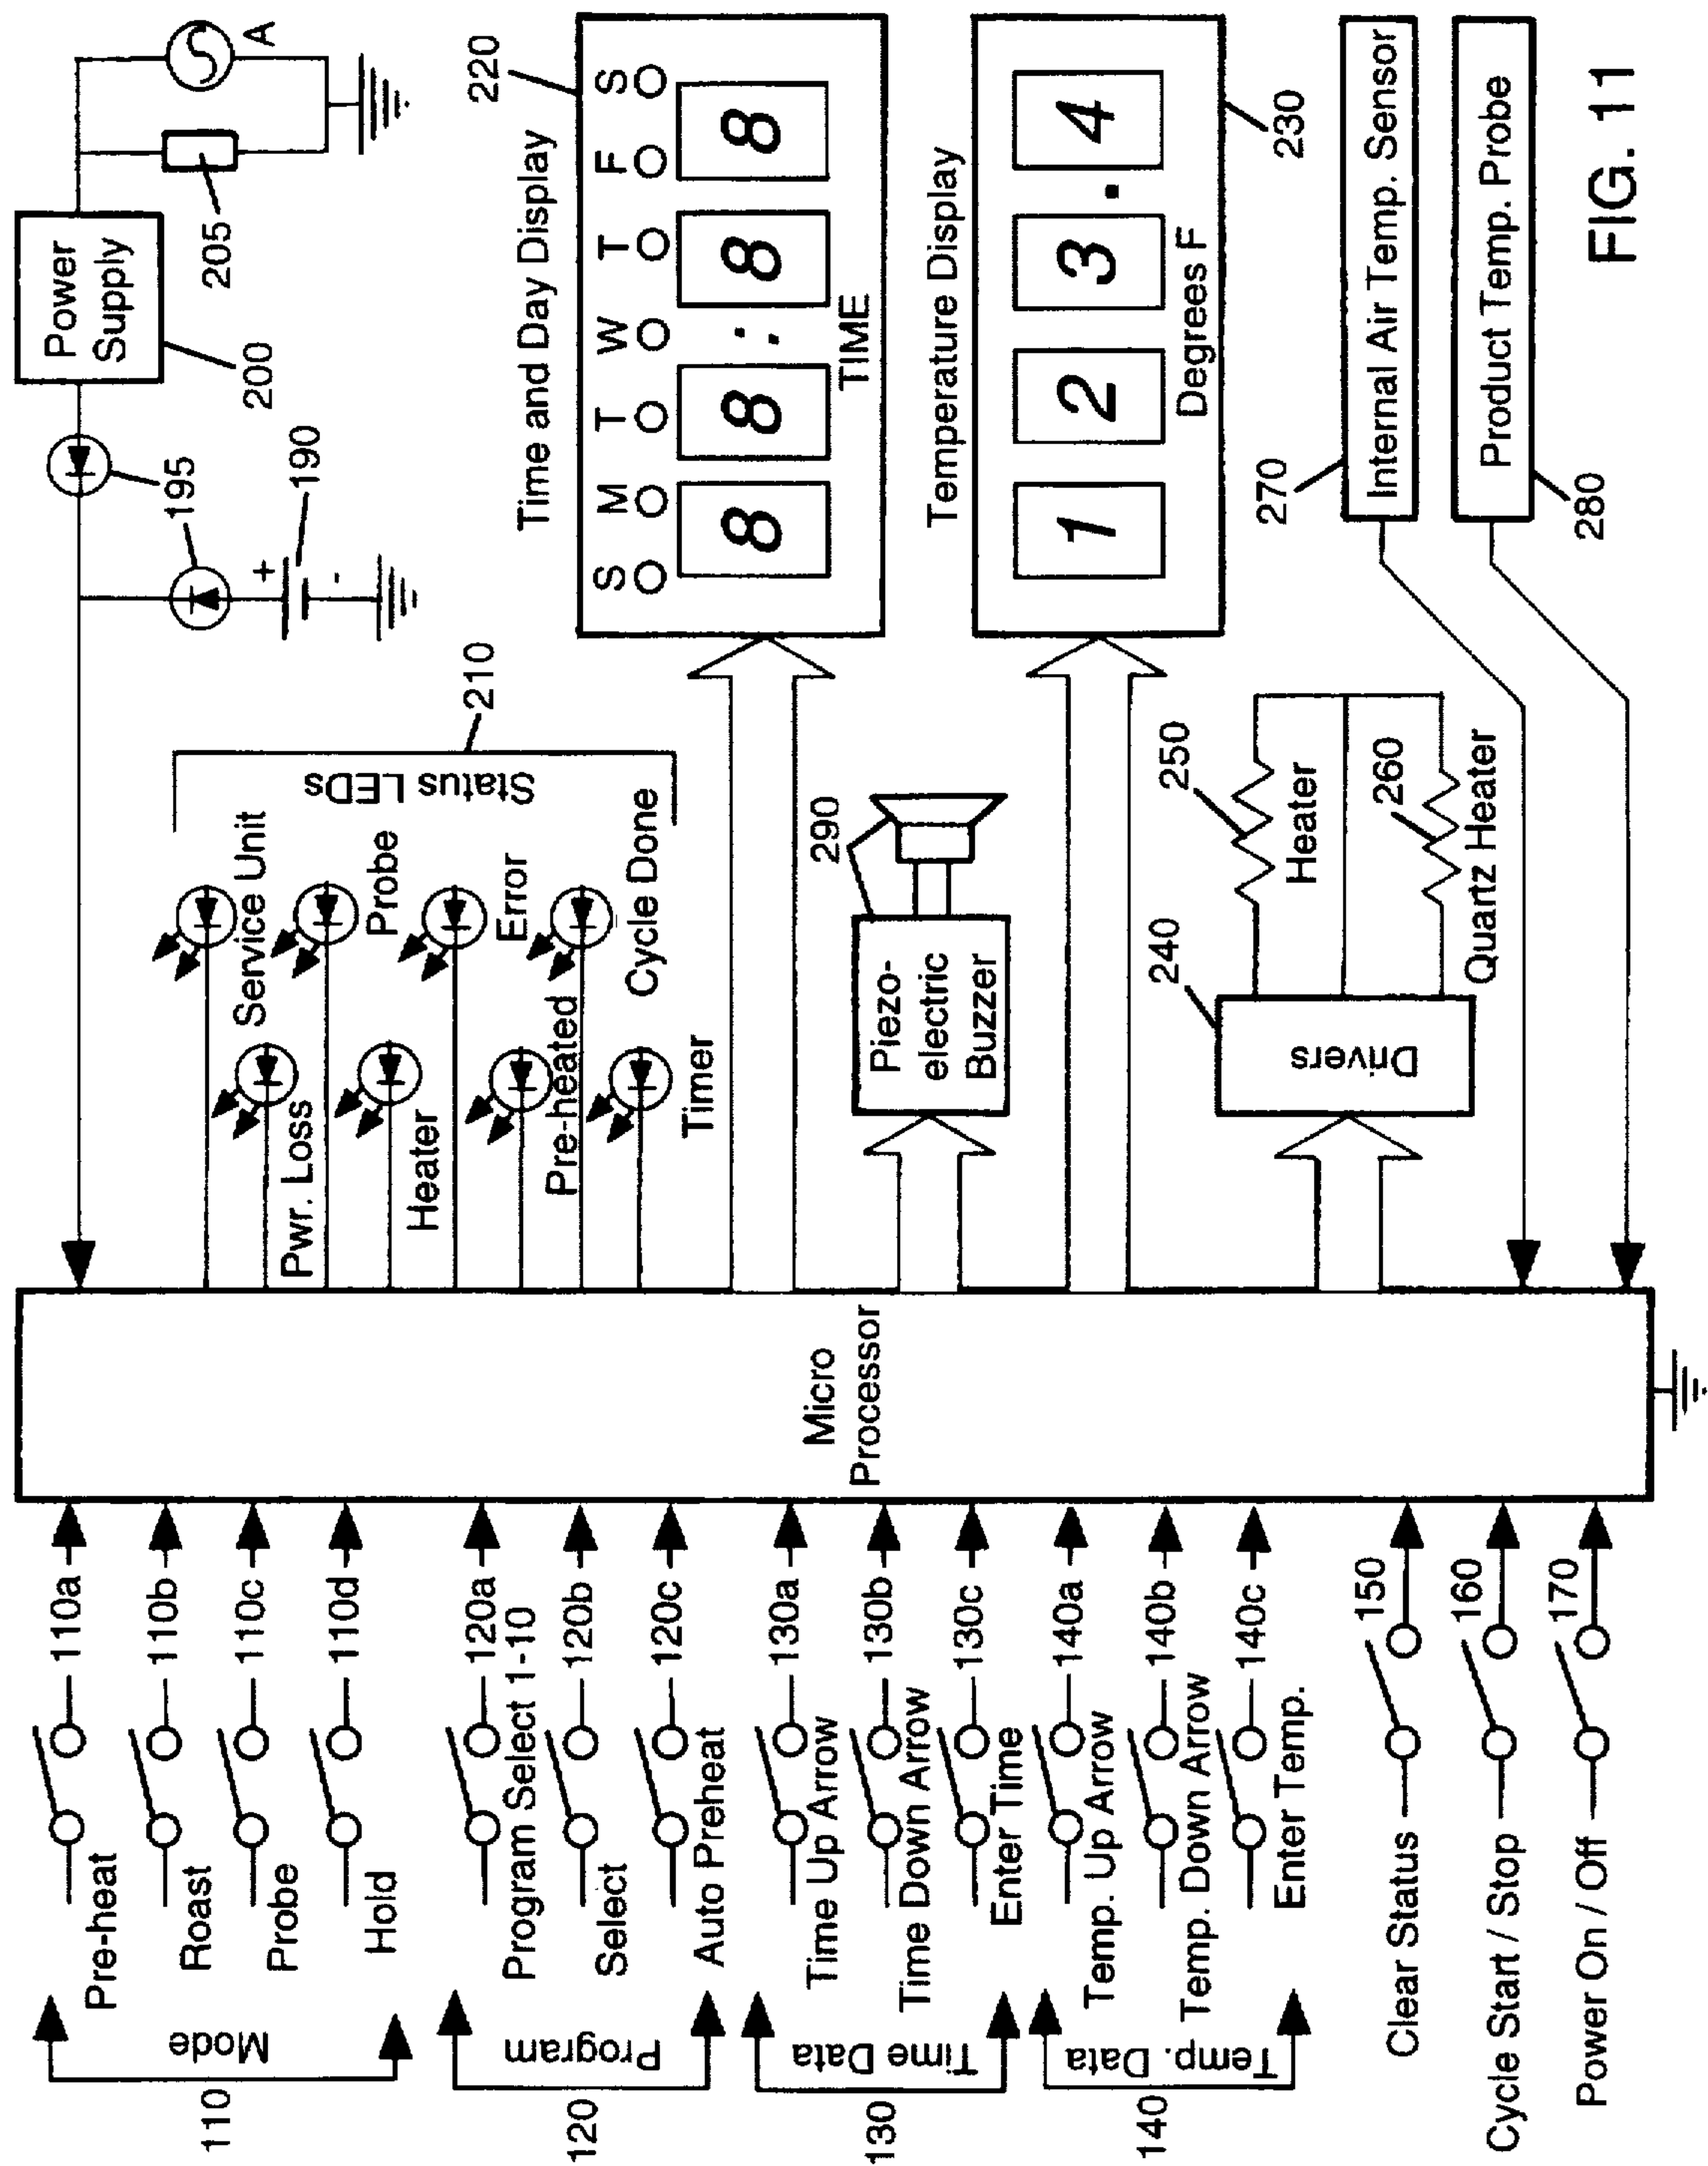 110
Mode
Pre-heat
110a
Roast
110b
Probe
110c
Hold
110d
120
Program
120a
Program Select 1-10
Select
120b
Auto Preheat
120c
130
Time Data
Time Up Arrow
130a
Time Down Arrow
130b
Enter Time
130c
140
Temp. Data
Temp. Up Arrow
140a
Temp. Down Arrow
140b
Enter Temp.
140c
Clear Status
150
Cycle Start / Stop
160
Power On / Off
170
Micro
Processor
Power
Supply
200
205
A
195
190
+
-
Status LEDs
210
Service Unit
Pwr. Loss
Probe
Heater
Error
Pre-heated
Cycle Done
Timer
Time and Day Display
220
S M T W T F S
8 8 : 8 8
TIME
Piezo-
electric
Buzzer
290
Temperature Display
1 2 3 . 4
Degrees F
230
Drivers
240
250
Heater
260
Quartz Heater
270
Internal Air Temp. Sensor
280
Product Temp. Probe
FIG. 11